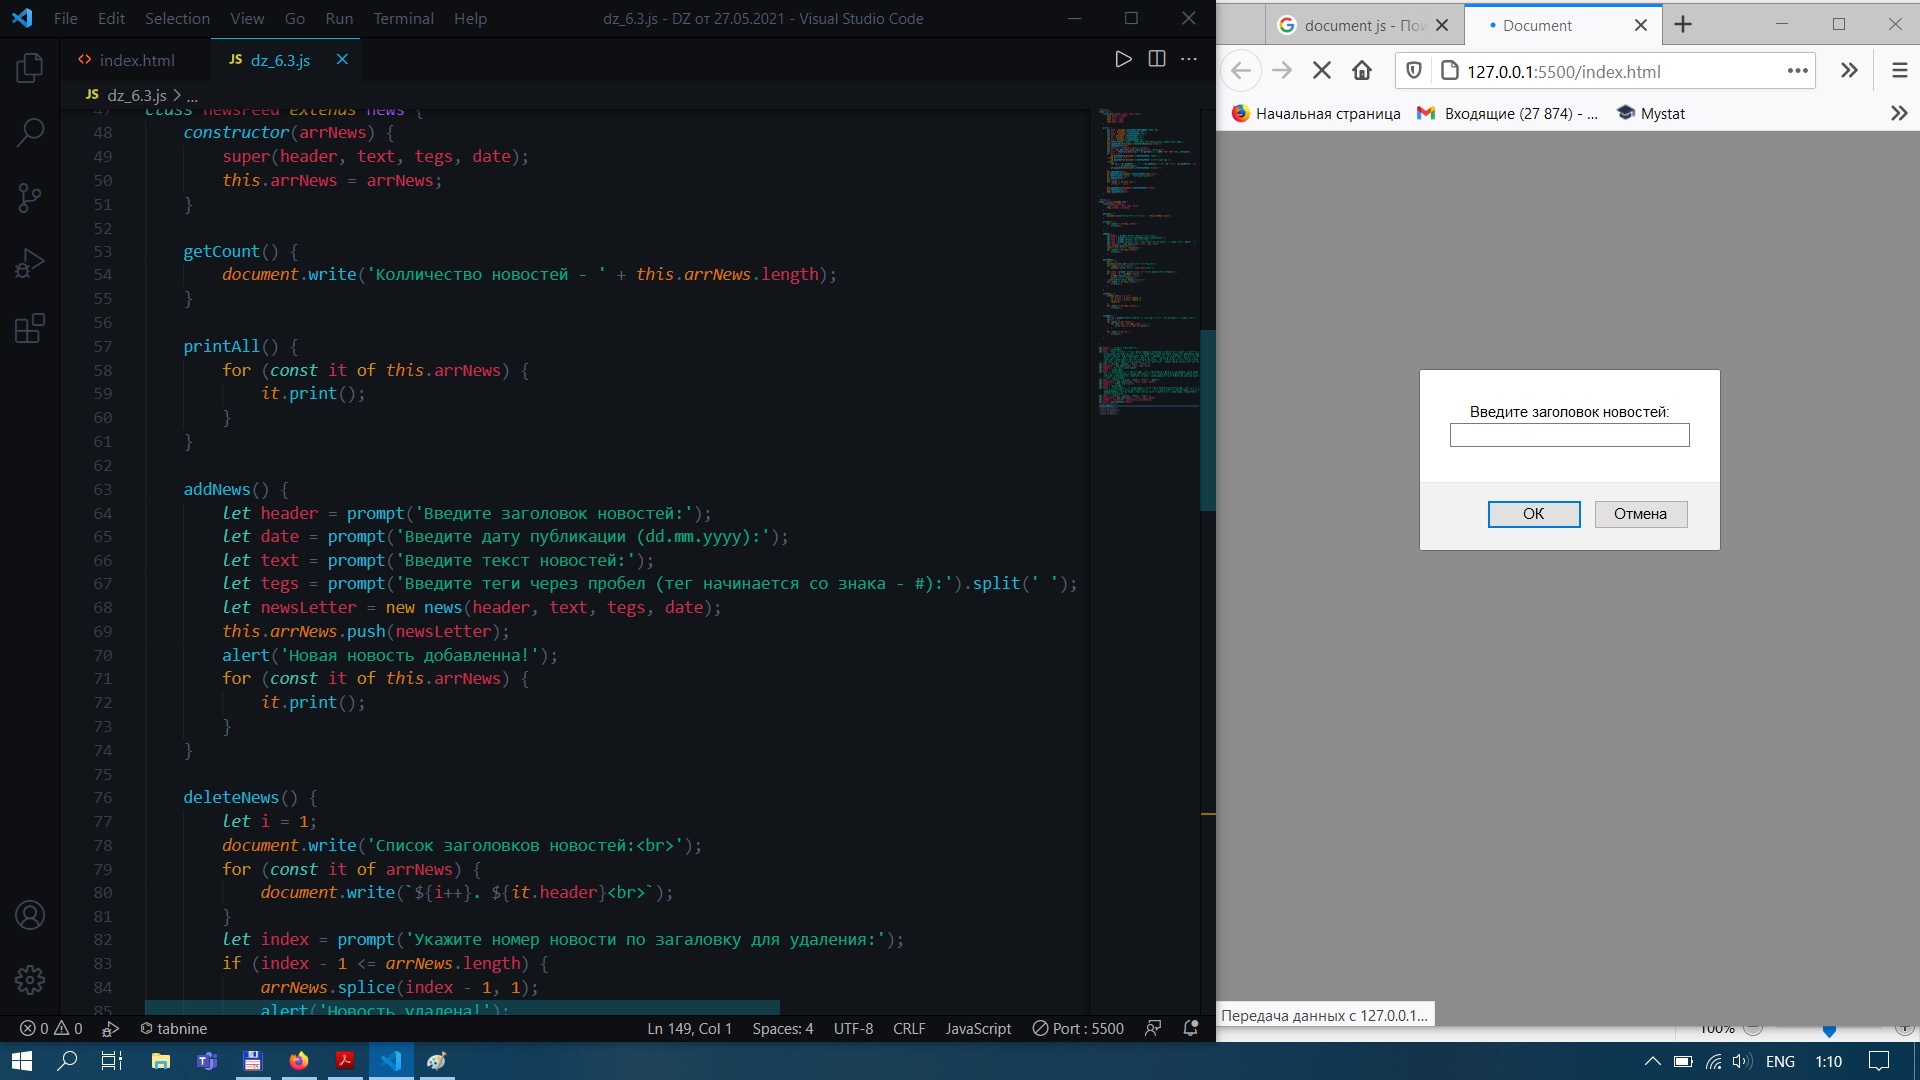 File Edit Selection View Go Run Terminal Help
dz_6.3.js - DZ от 27.05.2021 - Visual Studio Code
index.html
JS dz_6.3.js
JS dz_6.3.js > ...
47 class newsFeed extends news {
48 constructor(arrNews) {
49 super(header, text, tegs, date);
50 this.arrNews = arrNews;
51 }
52
53 getCount() {
54 document.write('Колличество новостей - ' + this.arrNews.length);
55 }
56
57 printAll() {
58 for (const it of this.arrNews) {
59 it.print();
60 }
61 }
62
63 addNews() {
64 let header = prompt('Введите заголовок новостей:');
65 let date = prompt('Введите дату публикации (dd.mm.yyyy):');
66 let text = prompt('Введите текст новостей:');
67 let tegs = prompt('Введите теги через пробел (тег начинается со знака - #):').split(' ');
68 let newsLetter = new news(header, text, tegs, date);
69 this.arrNews.push(newsLetter);
70 alert('Новая новость добавленна!');
71 for (const it of this.arrNews) {
72 it.print();
73 }
74 }
75
76 deleteNews() {
77 let i = 1;
78 document.write('Список заголовков новостей:<br>');
79 for (const it of arrNews) {
80 document.write(`${i++}. ${it.header}<br>`);
81 }
82 let index = prompt('Укажите номер новости по загаловку для удаления:');
83 if (index - 1 <= arrNews.length) {
84 arrNews.splice(index - 1, 1);
85 alert('Новость удалена!');
0 0 tabnine Ln 149, Col 1 Spaces: 4 UTF-8 CRLF JavaScript Port : 5500
document js - Пои
Document
127.0.0.1:5500/index.html
Начальная страница
Входящие (27 874) - ...
Mystat
Введите заголовок новостей:
ОК
Отмена
Передача данных с 127.0.0.1...
100%
ENG
1:10